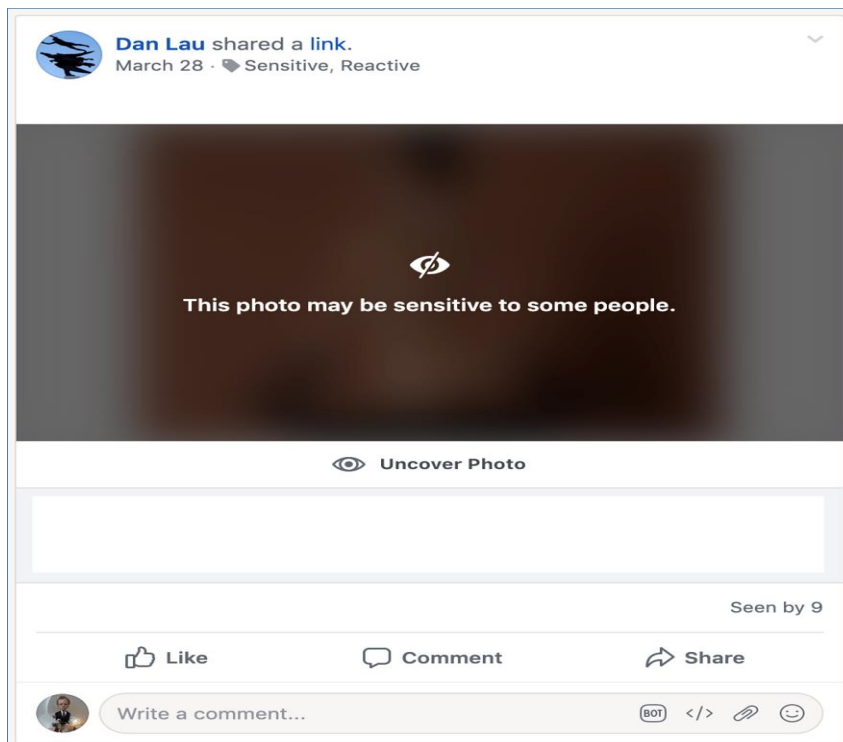 Dan Lau shared a link.
March 28 · Sensitive, Reactive
This photo may be sensitive to some people.
Uncover Photo
Seen by 9
Like Comment Share
Write a comment... BOT </>